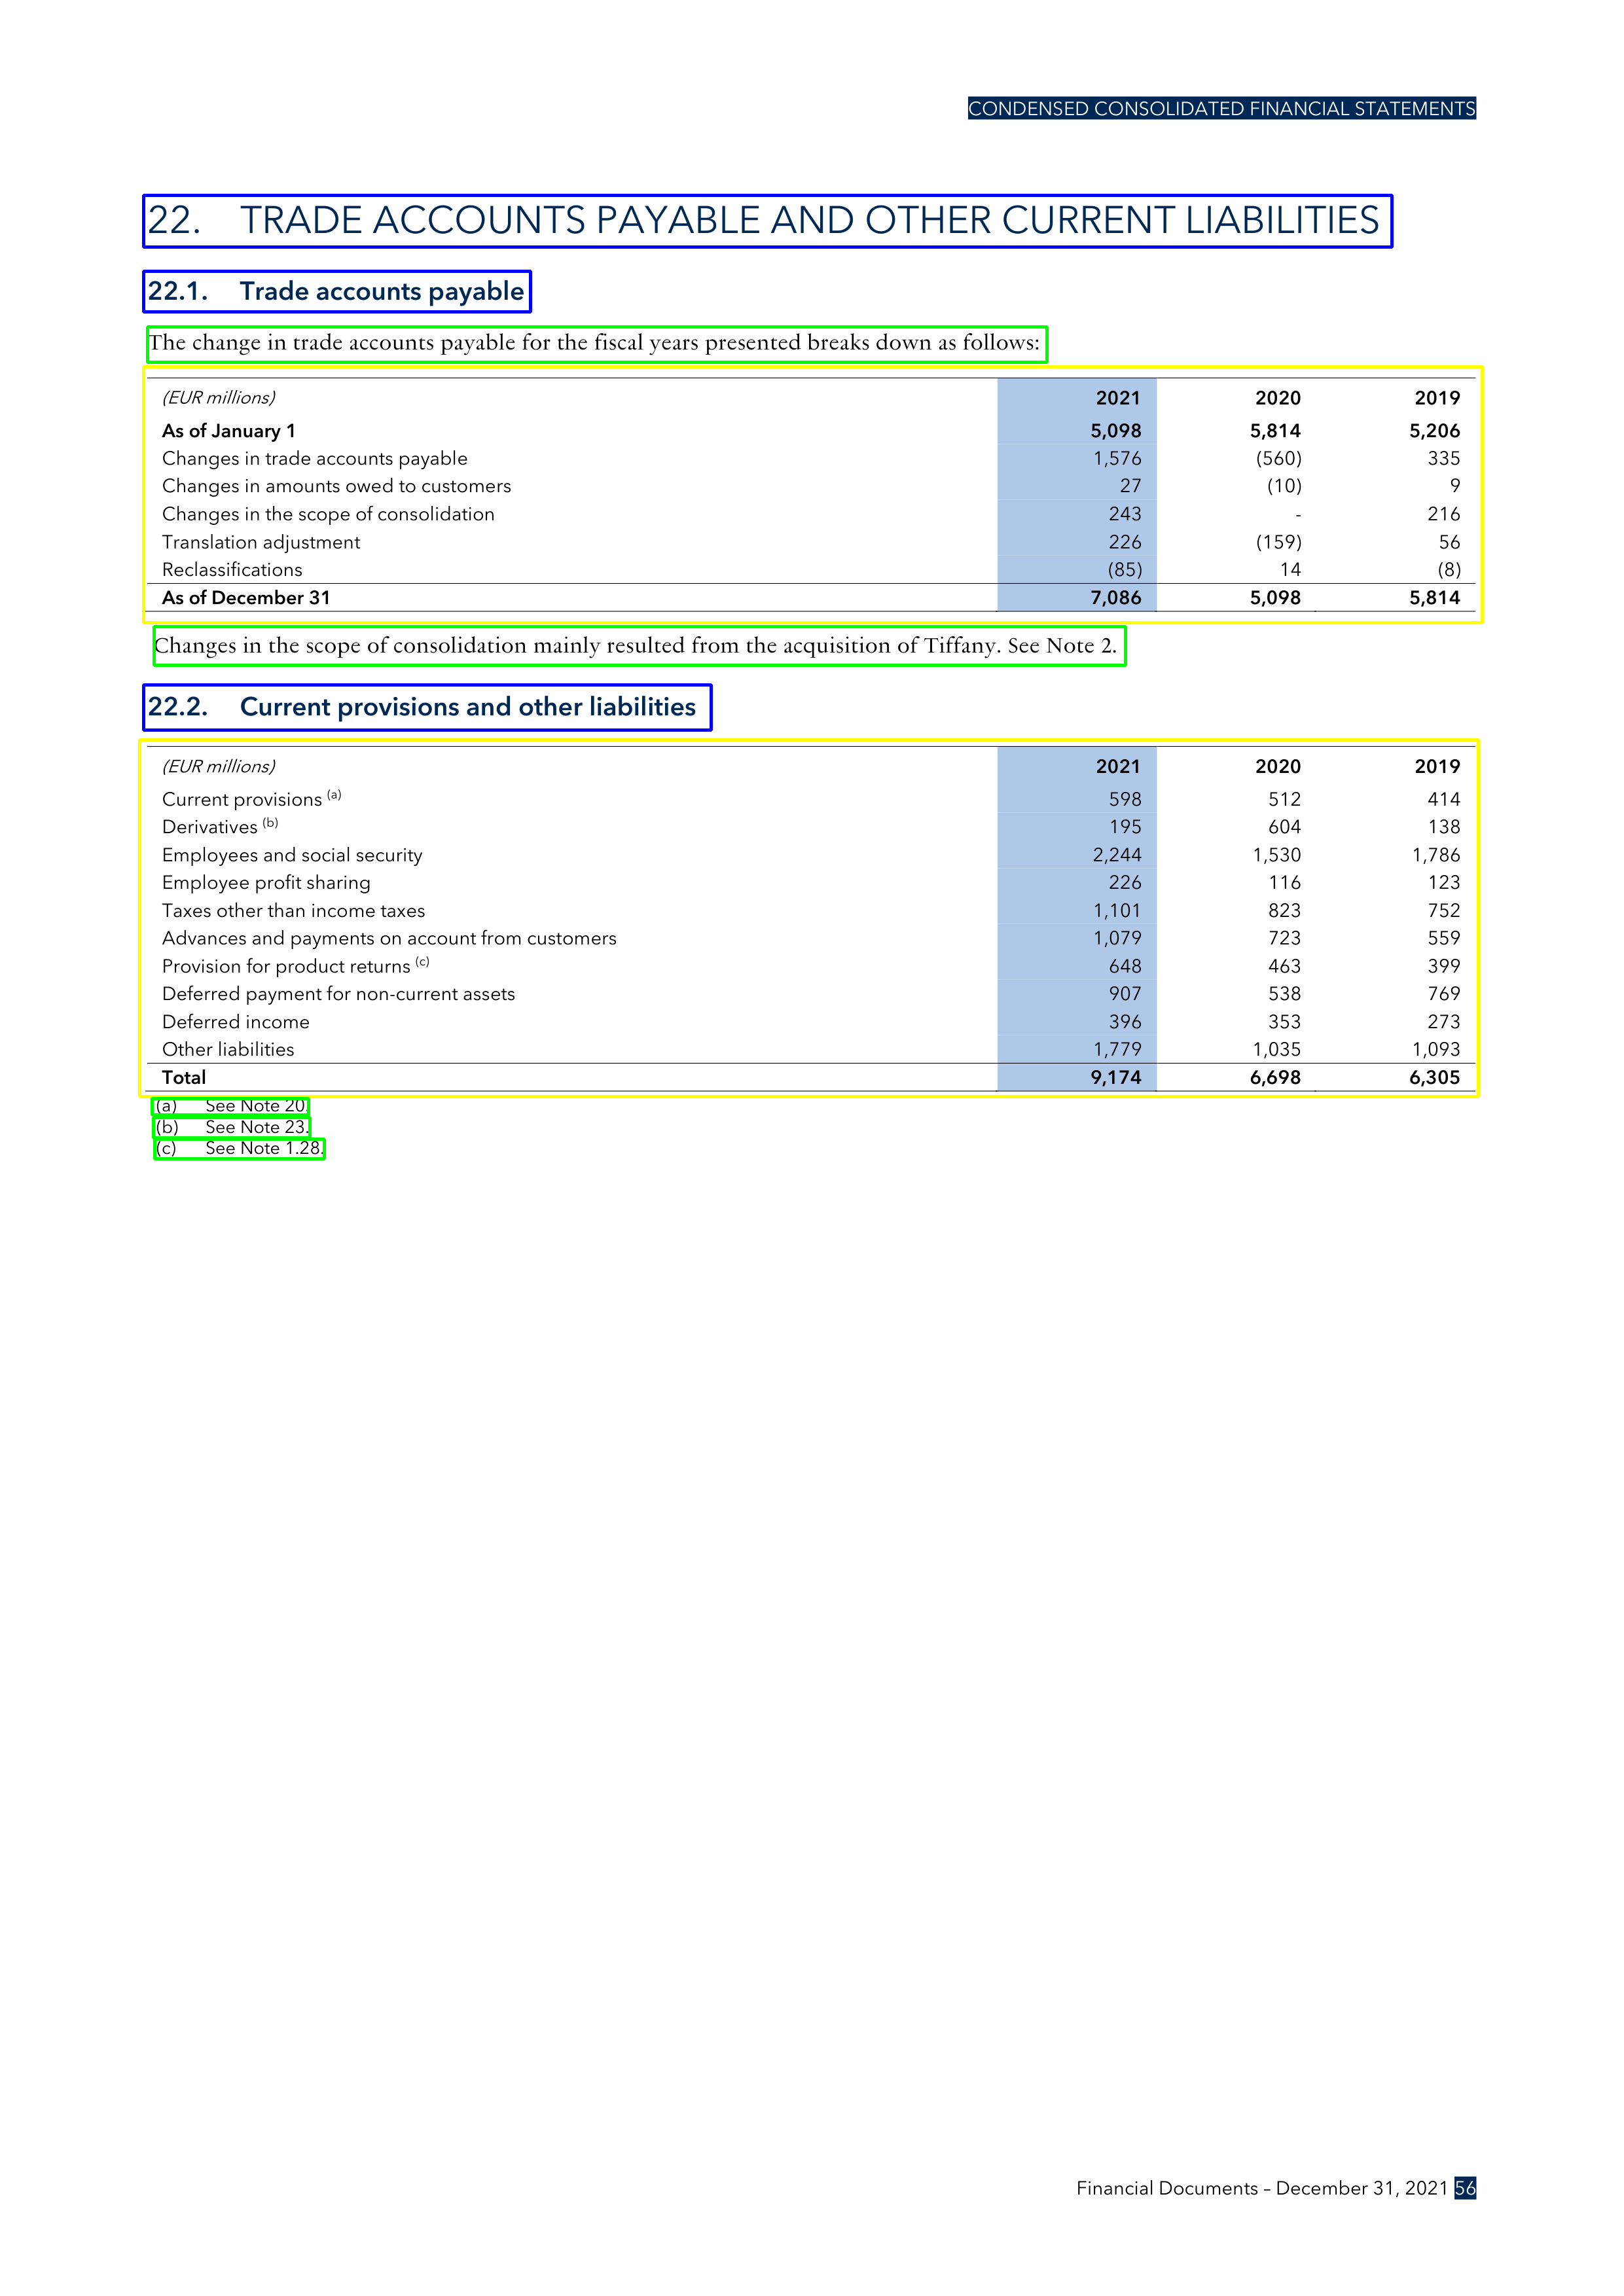 CONDENSED CONSOLIDATED FINANCIAL STATEMENTS
22. TRADE ACCOUNTS PAYABLE AND OTHER CURRENT LIABILITIES
22.1. Trade accounts payable
The change in trade accounts payable for the fiscal years presented breaks down as follows:
(EUR millions) 2021 2020 2019
As of January 1 5,098 5,814 5,206
Changes in trade accounts payable 1,576 (560) 335
Changes in amounts owed to customers 27 (10) 9
Changes in the scope of consolidation 243 - 216
Translation adjustment 226 (159) 56
Reclassifications (85) 14 (8)
As of December 31 7,086 5,098 5,814
Changes in the scope of consolidation mainly resulted from the acquisition of Tiffany. See Note 2.
22.2. Current provisions and other liabilities
(EUR millions) 2021 2020 2019
Current provisions (a) 598 512 414
Derivatives (b) 195 604 138
Employees and social security 2,244 1,530 1,786
Employee profit sharing 226 116 123
Taxes other than income taxes 1,101 823 752
Advances and payments on account from customers 1,079 723 559
Provision for product returns (c) 648 463 399
Deferred payment for non-current assets 907 538 769
Deferred income 396 353 273
Other liabilities 1,779 1,035 1,093
Total 9,174 6,698 6,305
(a) See Note 20.
(b) See Note 23.
(c) See Note 1.28.
Financial Documents – December 31, 2021 56